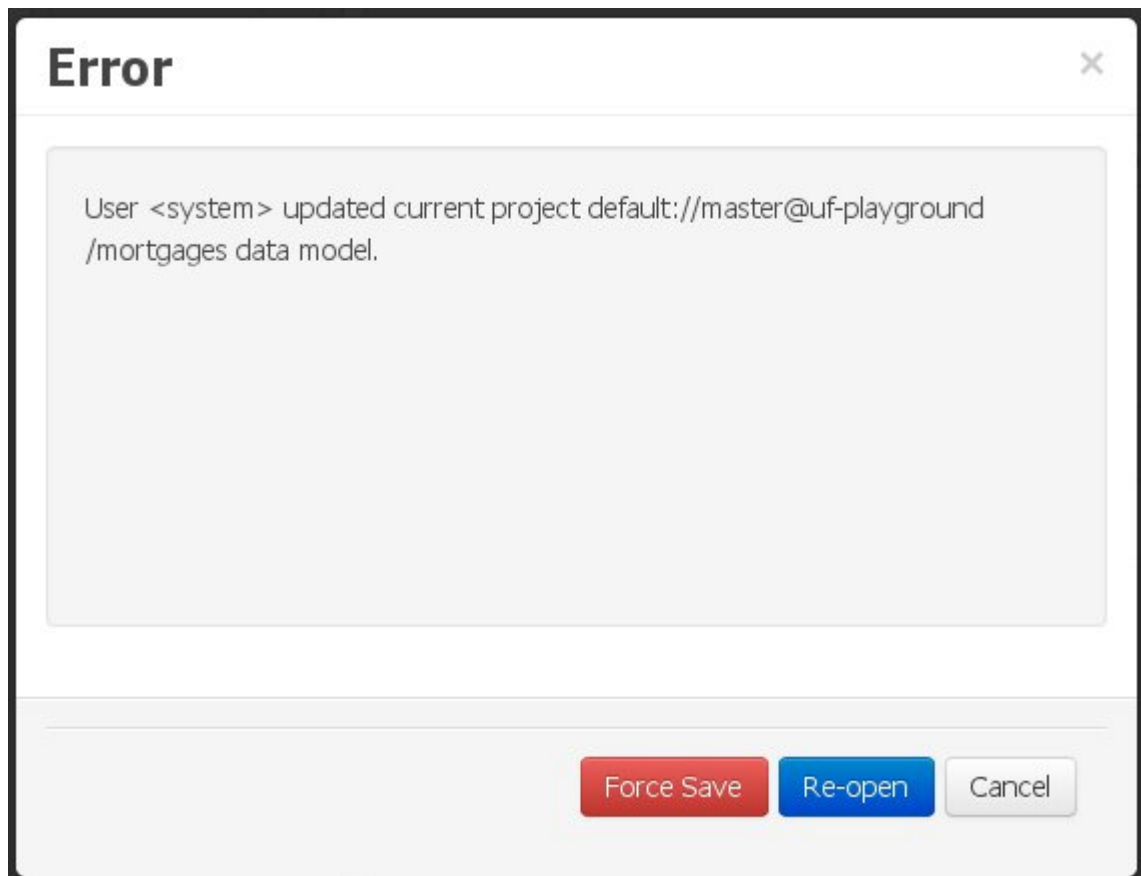 Error
×
User <system> updated current project default://master@uf-playground
/mortgages data model.
Force Save
Re-open
Cancel